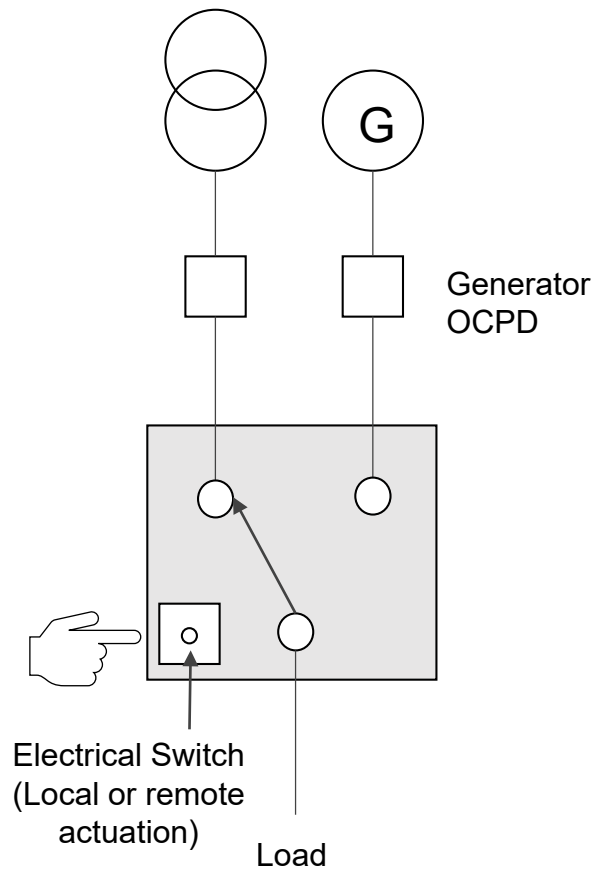 G
Generator
OCPD
Electrical Switch
(Local or remote
actuation)
Load